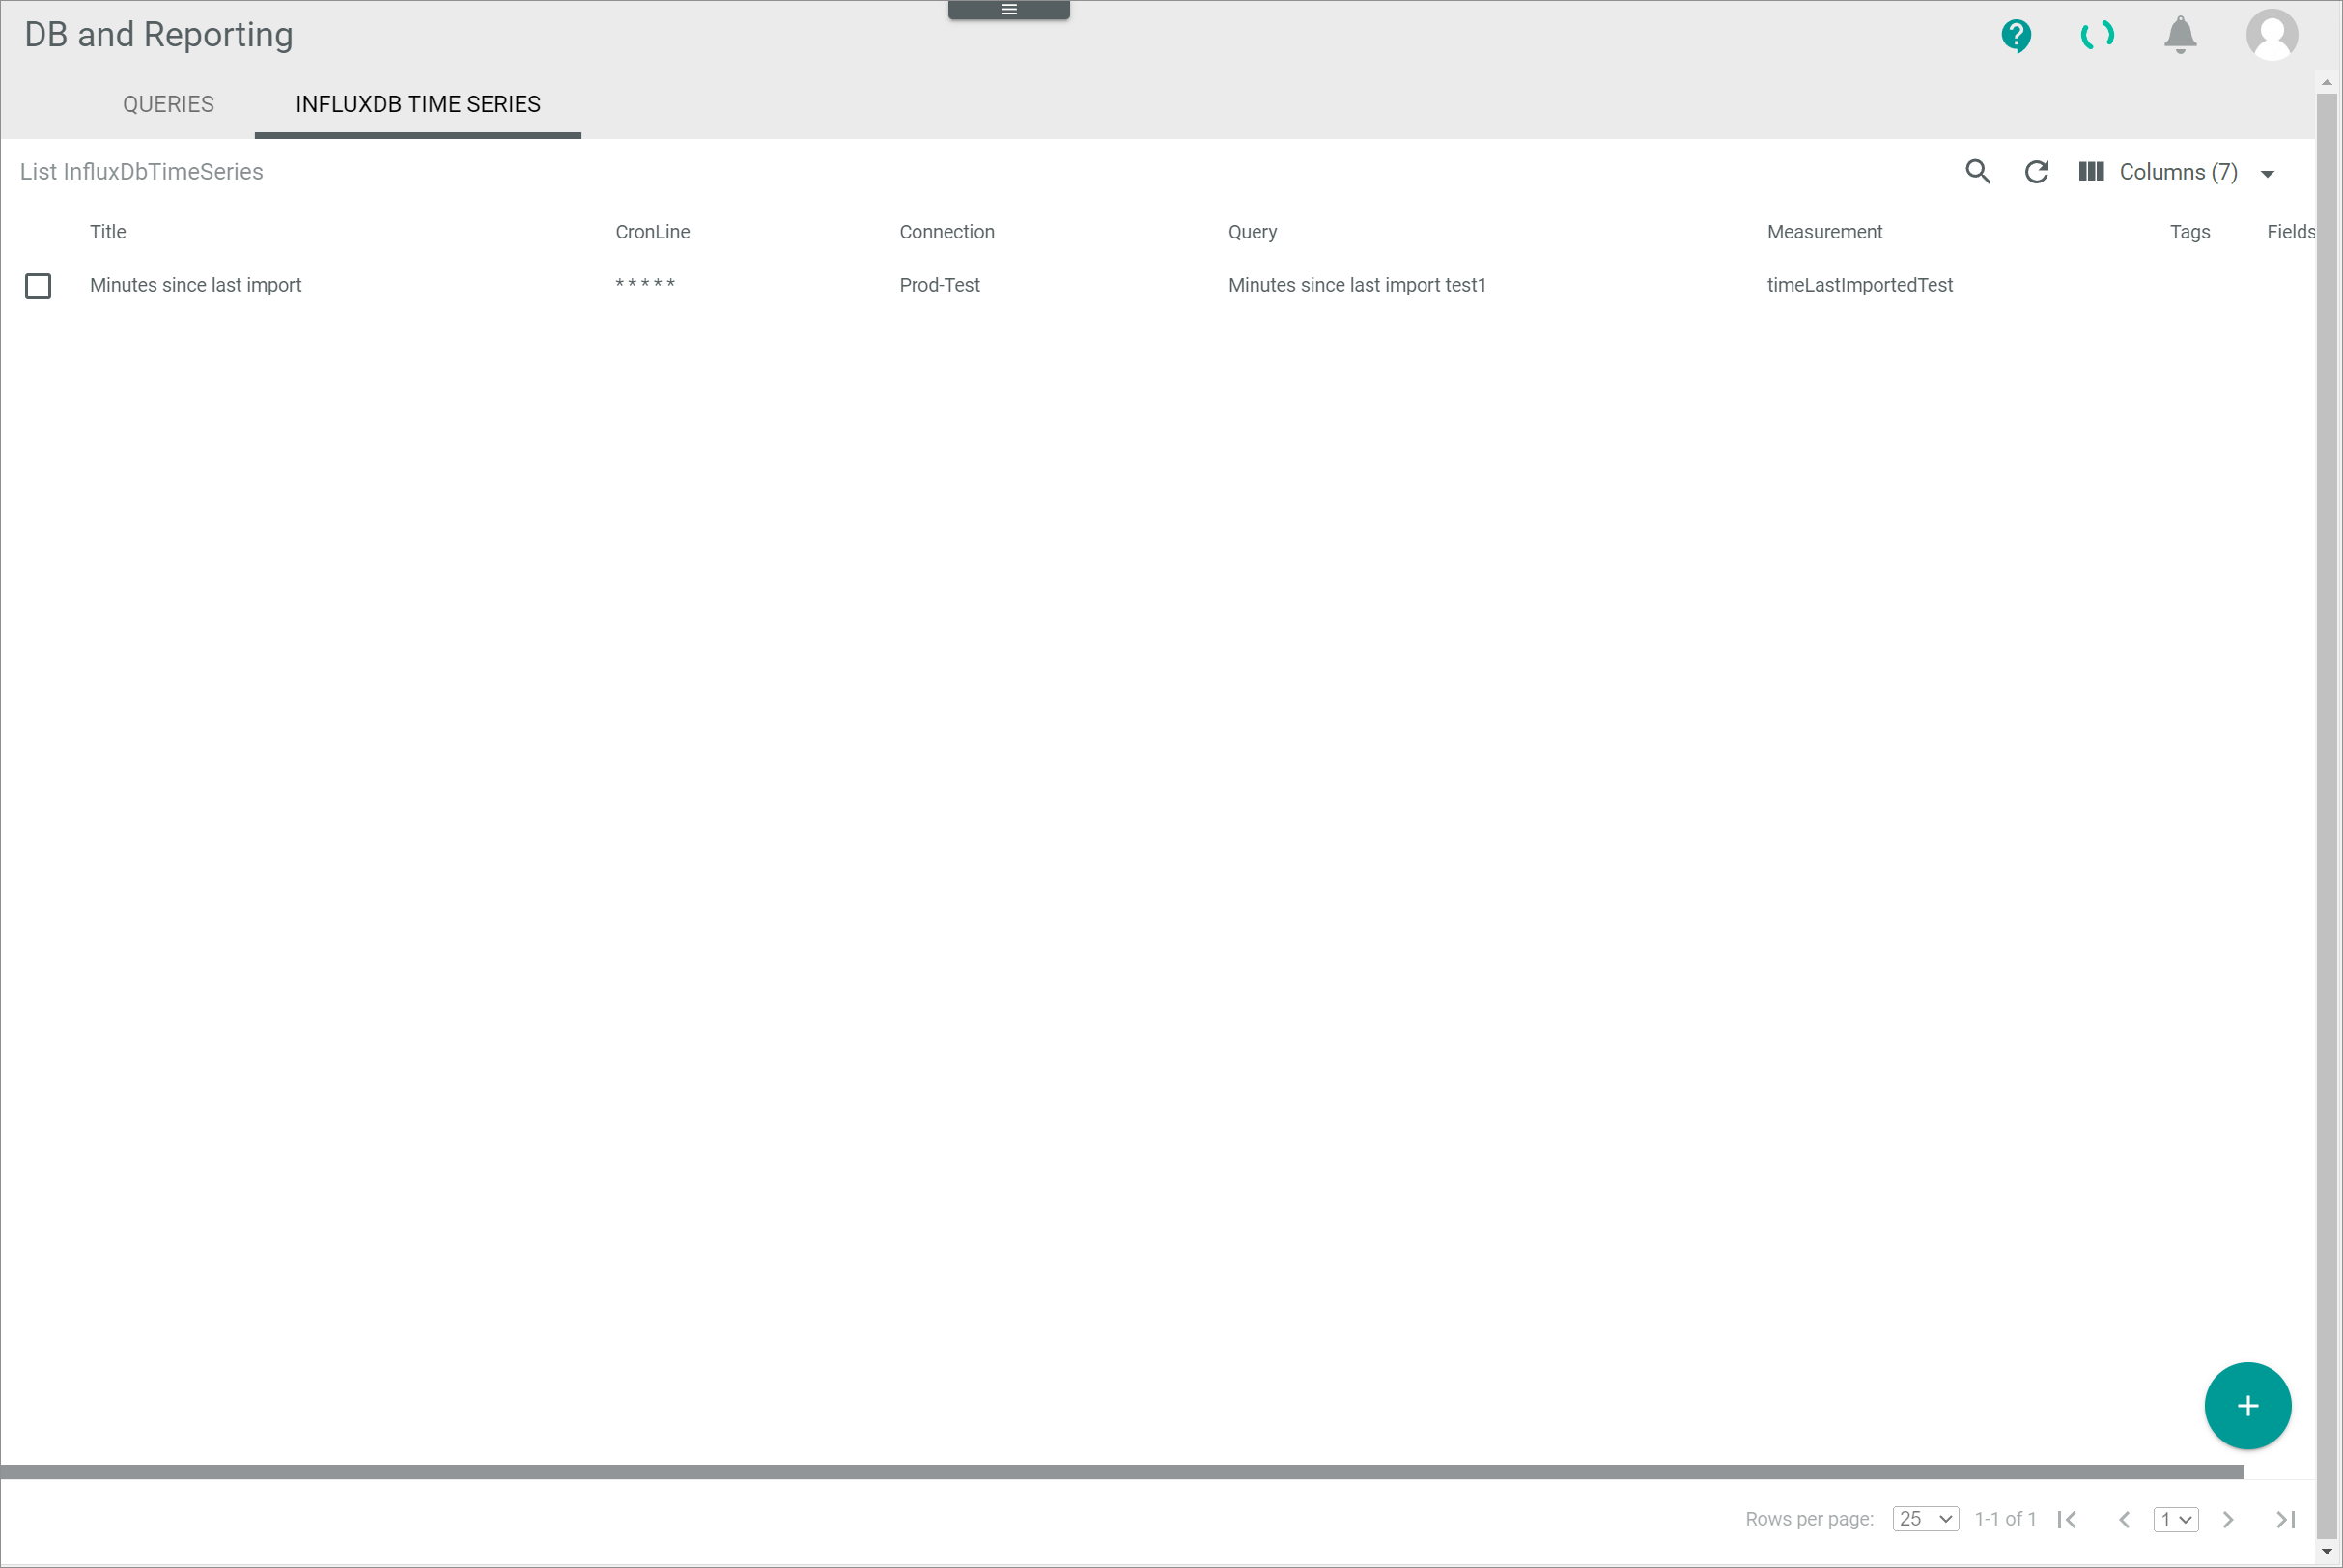 DB and Reporting
QUERIES INFLUXDB TIME SERIES
List InfluxDbTimeSeries Columns (7)
Title CronLine Connection Query Measurement Tags Fields
Minutes since last import * * * * * Prod-Test Minutes since last import test1 timeLastImportedTest
Rows per page: 25 1-1 of 1 1